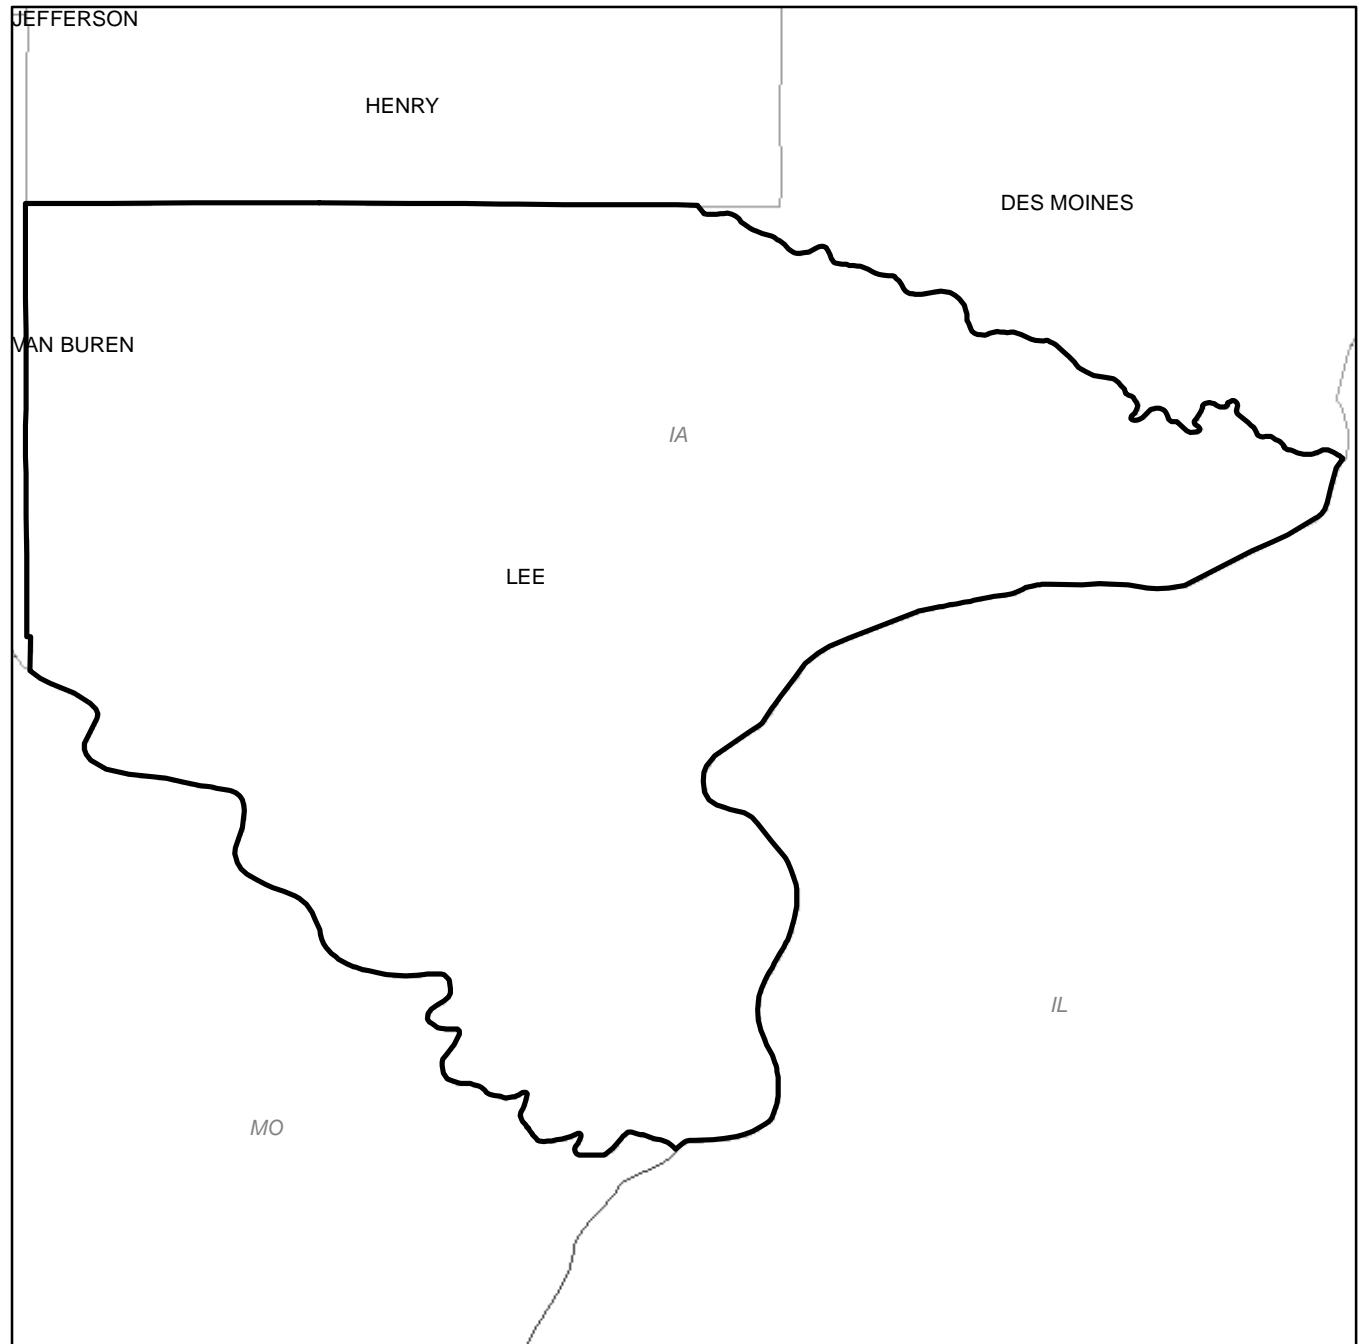 JEFFERSON
HENRY
DES MOINES
VAN BUREN
IA
LEE
IL
MO